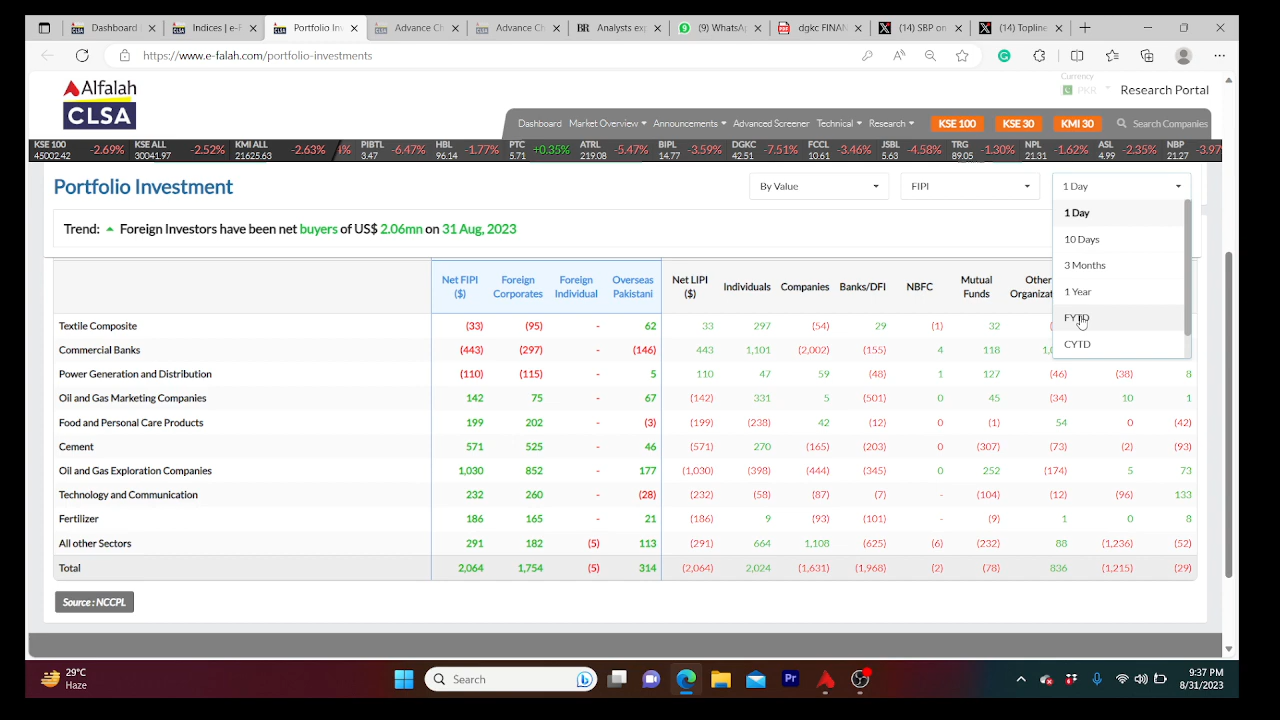 Dashboard
Indices | e-F
Portfolio Inv
Advance Ch
Advance Ch
BR Analysts exp
(9) WhatsAp
dgkc FINAN
(14) SBP on
(14) Topline
https://www.e-falah.com/portfolio-investments
Alfalah
CLSA
Currency
PKR
Research Portal
Dashboard Market Overview Announcements Advanced Screener Technical Research KSE 100 KSE 30 KMI 30 Search Companies
KSE 100 45002.42 -2.69% KSE ALL 30041.97 -2.52% KMI ALL 21625.63 -2.63% PIBTL 3.47 -6.47% HBL 96.14 -1.77% PTC 5.71 +0.35% ATRL 219.08 -5.47% BIPL 14.77 -3.59% DGKC 42.51 -7.51% FCCL 10.61 -3.46% JSBL 5.63 -4.58% TRG 89.05 -1.30% NPL 21.31 -1.62% ASL 4.99 -2.35% NBP 21.27 -3.97
Portfolio Investment
By Value
FIPI
1 Day
1 Day
10 Days
3 Months
1 Year
FYTD
CYTD
Trend: Foreign Investors have been net buyers of US$ 2.06mn on 31 Aug, 2023
Net FIPI ($) Foreign Corporates Foreign Individual Overseas Pakistani Net LIPI ($) Individuals Companies Banks/DFI NBFC Mutual Funds Other Organizat
Textile Composite (33) (95) - 62 33 297 (54) 29 (1) 32
Commercial Banks (443) (297) - (146) 443 1,101 (2,002) (155) 4 118
Power Generation and Distribution (110) (115) - 5 110 47 59 (48) 1 127 (46) (38) 8
Oil and Gas Marketing Companies 142 75 - 67 (142) 331 5 (501) 0 45 (34) 10 1
Food and Personal Care Products 199 202 - (3) (199) (238) 42 (12) 0 (1) 54 0 (42)
Cement 571 525 - 46 (571) 270 (165) (203) 0 (307) (73) (2) (93)
Oil and Gas Exploration Companies 1,030 852 - 177 (1,030) (398) (444) (345) 0 252 (174) 5 73
Technology and Communication 232 260 - (28) (232) (58) (87) (7) - (104) (12) (96) 133
Fertilizer 186 165 - 21 (186) 9 (93) (101) - (9) 1 0 8
All other Sectors 291 182 (5) 113 (291) 664 1,108 (625) (6) (232) 88 (1,236) (52)
Total 2,064 1,754 (5) 314 (2,064) 2,024 (1,631) (1,968) (2) (78) 836 (1,215) (29)
Source : NCCPL
29°C
Haze
Search
9:37 PM
8/31/2023